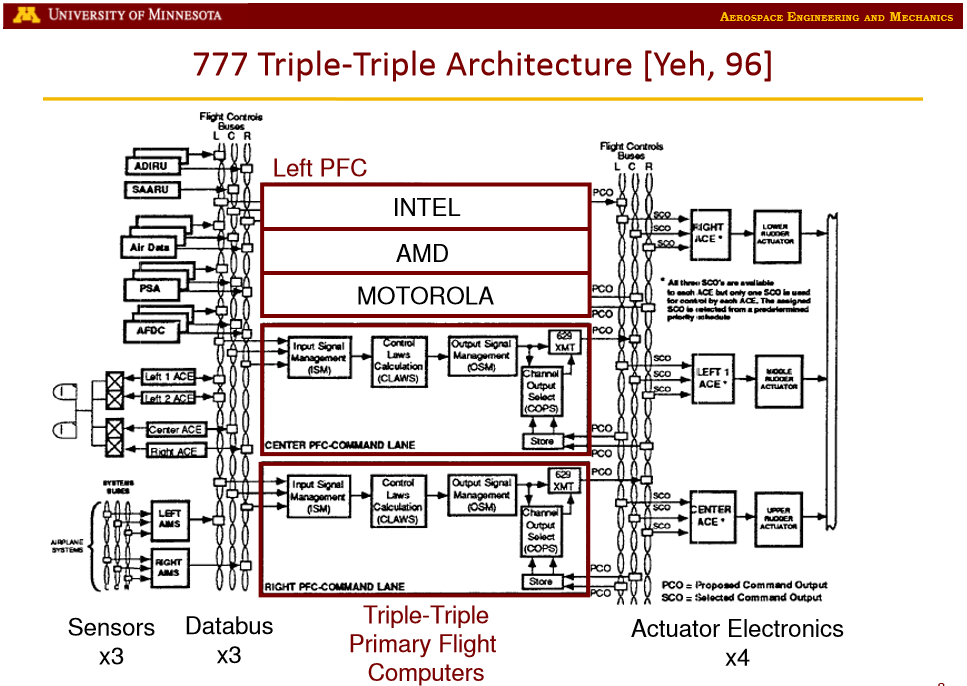 UNIVERSITY OF MINNESOTA
AEROSPACE ENGINEERING AND MECHANICS
777 Triple-Triple Architecture [Yeh, 96]
Flight Controls
Buses
L C R
ADIRU
SAARU
Air Data
PSA
AFDC
Left 1 ACE
Left 2 ACE
Center ACE
Right ACE
SYSTEMS
BUSES
AIRPLANE
SYSTEMS
L C R
LEFT
AIMS
RIGHT
AIMS
Left PFC
INTEL
AMD
MOTOROLA
PCO
PCO
PCO
Input Signal
Management
(ISM)
Control
Laws
Calculation
(CLAWS)
Output Signal
Management
(OSM)
629
XMT
Channel
Output
Select
(COPS)
Store
CENTER PFC-COMMAND LANE
PCO
PCO
PCO
Input Signal
Management
(ISM)
Control
Laws
Calculation
(CLAWS)
Output Signal
Management
(OSM)
629
XMT
Channel
Output
Select
(COPS)
Store
RIGHT PFC-COMMAND LANE
PCO
PCO
PCO
Flight Controls
Buses
L C R
SCO
SCO
SCO
RIGHT
ACE *
LOWER
RUDDER
ACTUATOR
* All three SCO's are available
to each ACE but only one SCO is used
for control by each ACE. The assigned
SCO is selected from a predetermined
priority schedule
SCO
SCO
SCO
LEFT 1
ACE *
MIDDLE
RUDDER
ACTUATOR
SCO
SCO
SCO
CENTER
ACE *
UPPER
RUDDER
ACTUATOR
PCO = Proposed Command Output
SCO = Selected Command Output
Sensors
x3
Databus
x3
Triple-Triple
Primary Flight
Computers
Actuator Electronics
x4